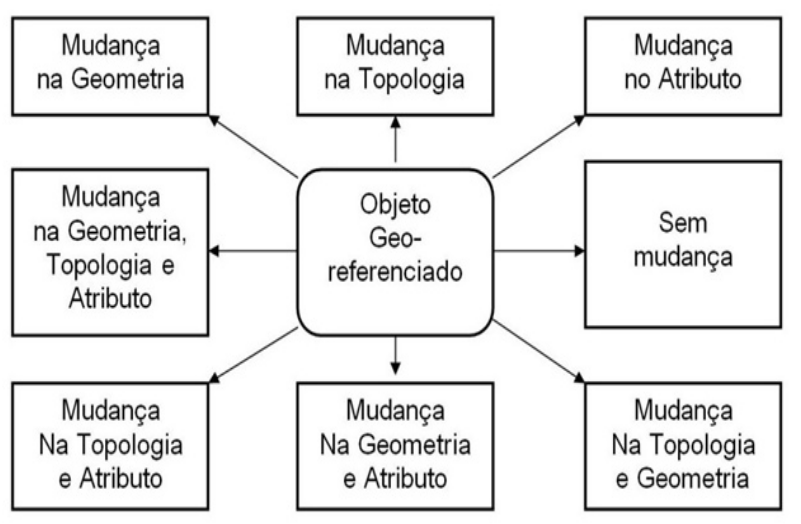 Mudança
na Geometria
Mudança
na Topologia
Mudança
no Atributo
Mudança
na Geometria,
Topologia e
Atributo
Objeto
Geo-
referenciado
Sem
mudança
Mudança
Na Topologia
e Atributo
Mudança
Na Geometria
e Atributo
Mudança
Na Topologia
e Geometria